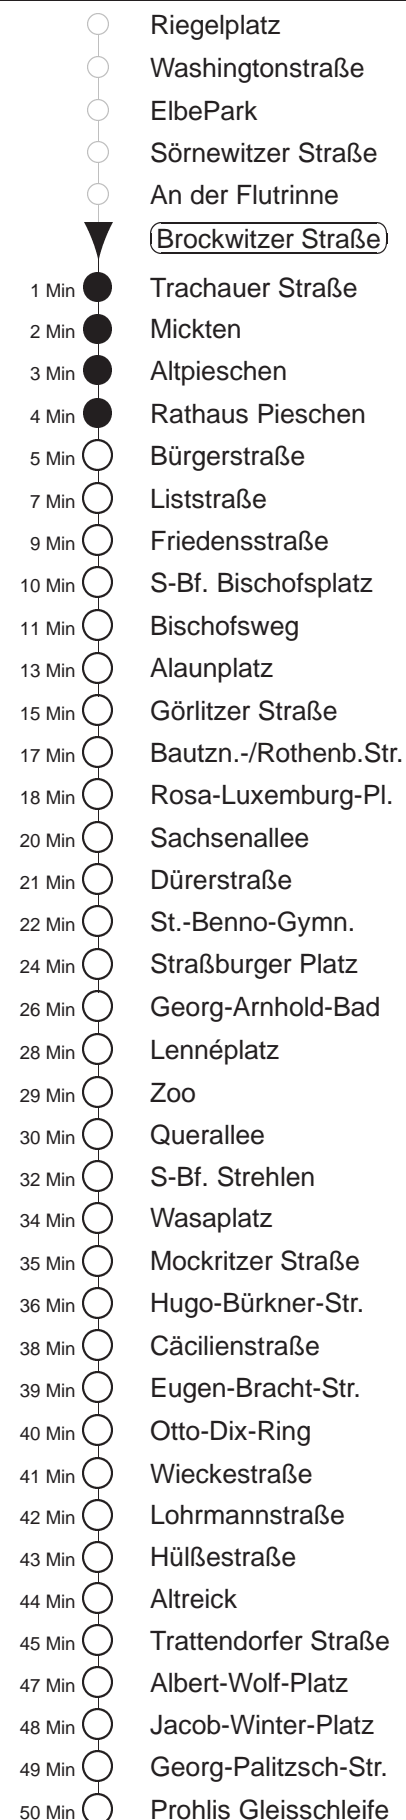 Riegelplatz
Washingtonstraße
ElbePark
Sörnewitzer Straße
An der Flutrinne
Brockwitzer Straße
1 Min Trachauer Straße
2 Min Mickten
3 Min Altpieschen
4 Min Rathaus Pieschen
5 Min Bürgerstraße
7 Min Liststraße
9 Min Friedensstraße
10 Min S-Bf. Bischofsplatz
11 Min Bischofsweg
13 Min Alaunplatz
15 Min Görlitzer Straße
17 Min Bautzn.-/Rothenb.Str.
18 Min Rosa-Luxemburg-Pl.
20 Min Sachsenallee
21 Min Dürerstraße
22 Min St.-Benno-Gymn.
24 Min Straßburger Platz
26 Min Georg-Arnhold-Bad
28 Min Lennéplatz
29 Min Zoo
30 Min Querallee
32 Min S-Bf. Strehlen
34 Min Wasaplatz
35 Min Mockritzer Straße
36 Min Hugo-Bürkner-Str.
38 Min Cäcilienstraße
39 Min Eugen-Bracht-Str.
40 Min Otto-Dix-Ring
41 Min Wieckestraße
42 Min Lohrmannstraße
43 Min Hülßestraße
44 Min Altreick
45 Min Trattendorfer Straße
47 Min Albert-Wolf-Platz
48 Min Jacob-Winter-Platz
49 Min Georg-Palitzsch-Str.
50 Min Prohlis Gleisschleife